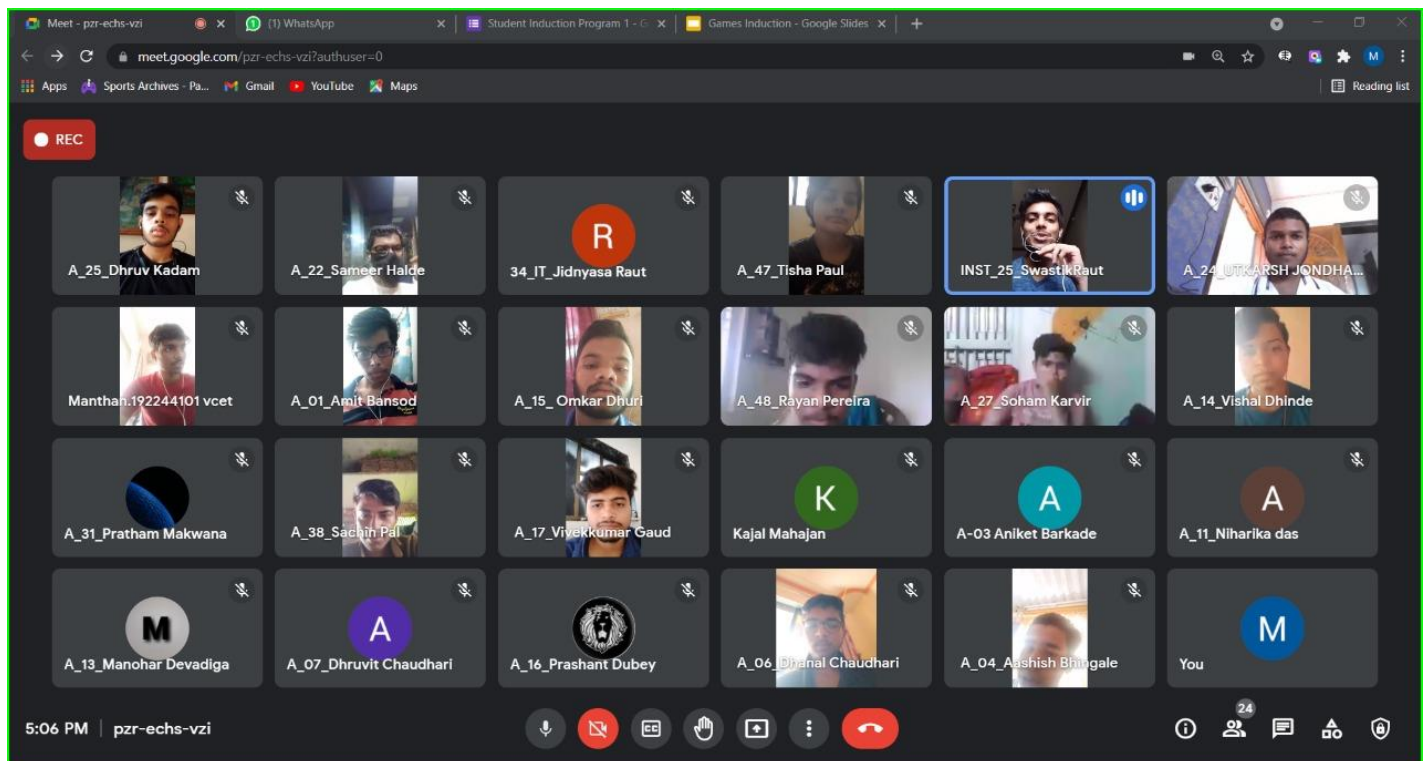 Meet - pzr-echs-vzi
(1) WhatsApp
Student Induction Program 1 - G
Games Induction - Google Slides
meet.google.com/pzr-echs-vzi?authuser=0
M
Apps Sports Archives - Pa... Gmail YouTube Maps Reading list
REC
A_25_Dhruv Kadam
A_22_Sameer Halde
R
34_IT_Jidnyasa Raut
A_47_Tisha Paul
INST_25_SwastikRaut
A_24_UTKARSH JONDHA...
Manthan.192244101 vcet
A_01_Amit Bansod
A_15_ Omkar Dhuri
A_48_Rayan Pereira
A_27_Soham Karvir
A_14_Vishal Dhinde
A_31_Pratham Makwana
A_38_Sachin Pal
A_17_Vivekkumar Gaud
K
Kajal Mahajan
A
A-03 Aniket Barkade
A
A_11_Niharika das
M
A_13_Manohar Devadiga
A
A_07_Dhruvit Chaudhari
A_16_Prashant Dubey
A_06_Dhanal Chaudhari
A_04_Aashish Bhingale
M
You
5:06 PM | pzr-echs-vzi
CC
24